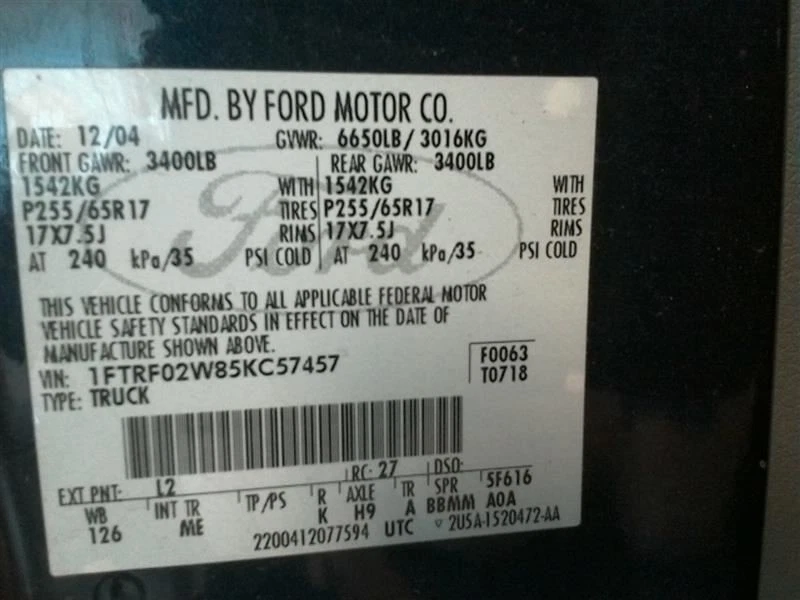 MFD. BY FORD MOTOR CO.
DATE: 12/04 GVWR: 6650LB/ 3016KG
FRONT GAWR: 3400LB REAR GAWR: 3400LB
1542KG WITH 1542KG WITH
P255/65R17 TIRES P255/65R17 TIRES
17X7.5J RIMS 17X7.5J RIMS
AT 240 kPa/35 PSI COLD AT 240 kPa/35 PSI COLD
Ford
THIS VEHICLE CONFORMS TO ALL APPLICABLE FEDERAL MOTOR
VEHICLE SAFETY STANDARDS IN EFFECT ON THE DATE OF
MANUFACTURE SHOWN ABOVE.
VIN: 1FTRF02W85KC57457 F0063
TYPE: TRUCK T0718
EXT PNT: L2 RC: 27 DSO:
WB INT TR TP/PS R AXLE TR SPR 5F616
126 ME K H9 A BBMM A0A
2200412077594 UTC 2USA-1520472-AA